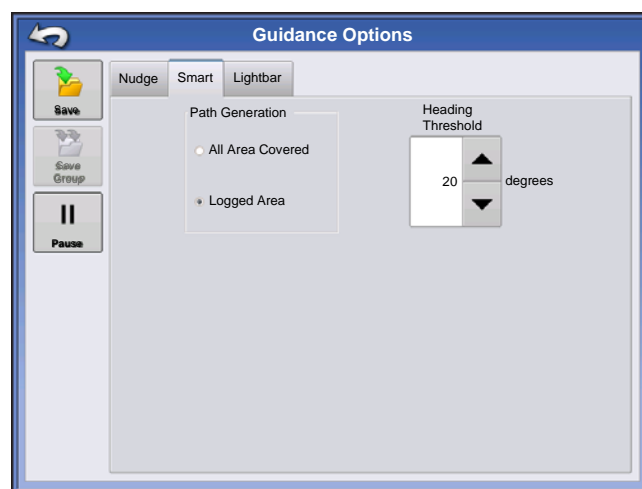 Guidance Options
Save
Save
Group
Pause
Nudge Smart Lightbar
Path Generation
All Area Covered
Logged Area
Heading
Threshold
20 degrees